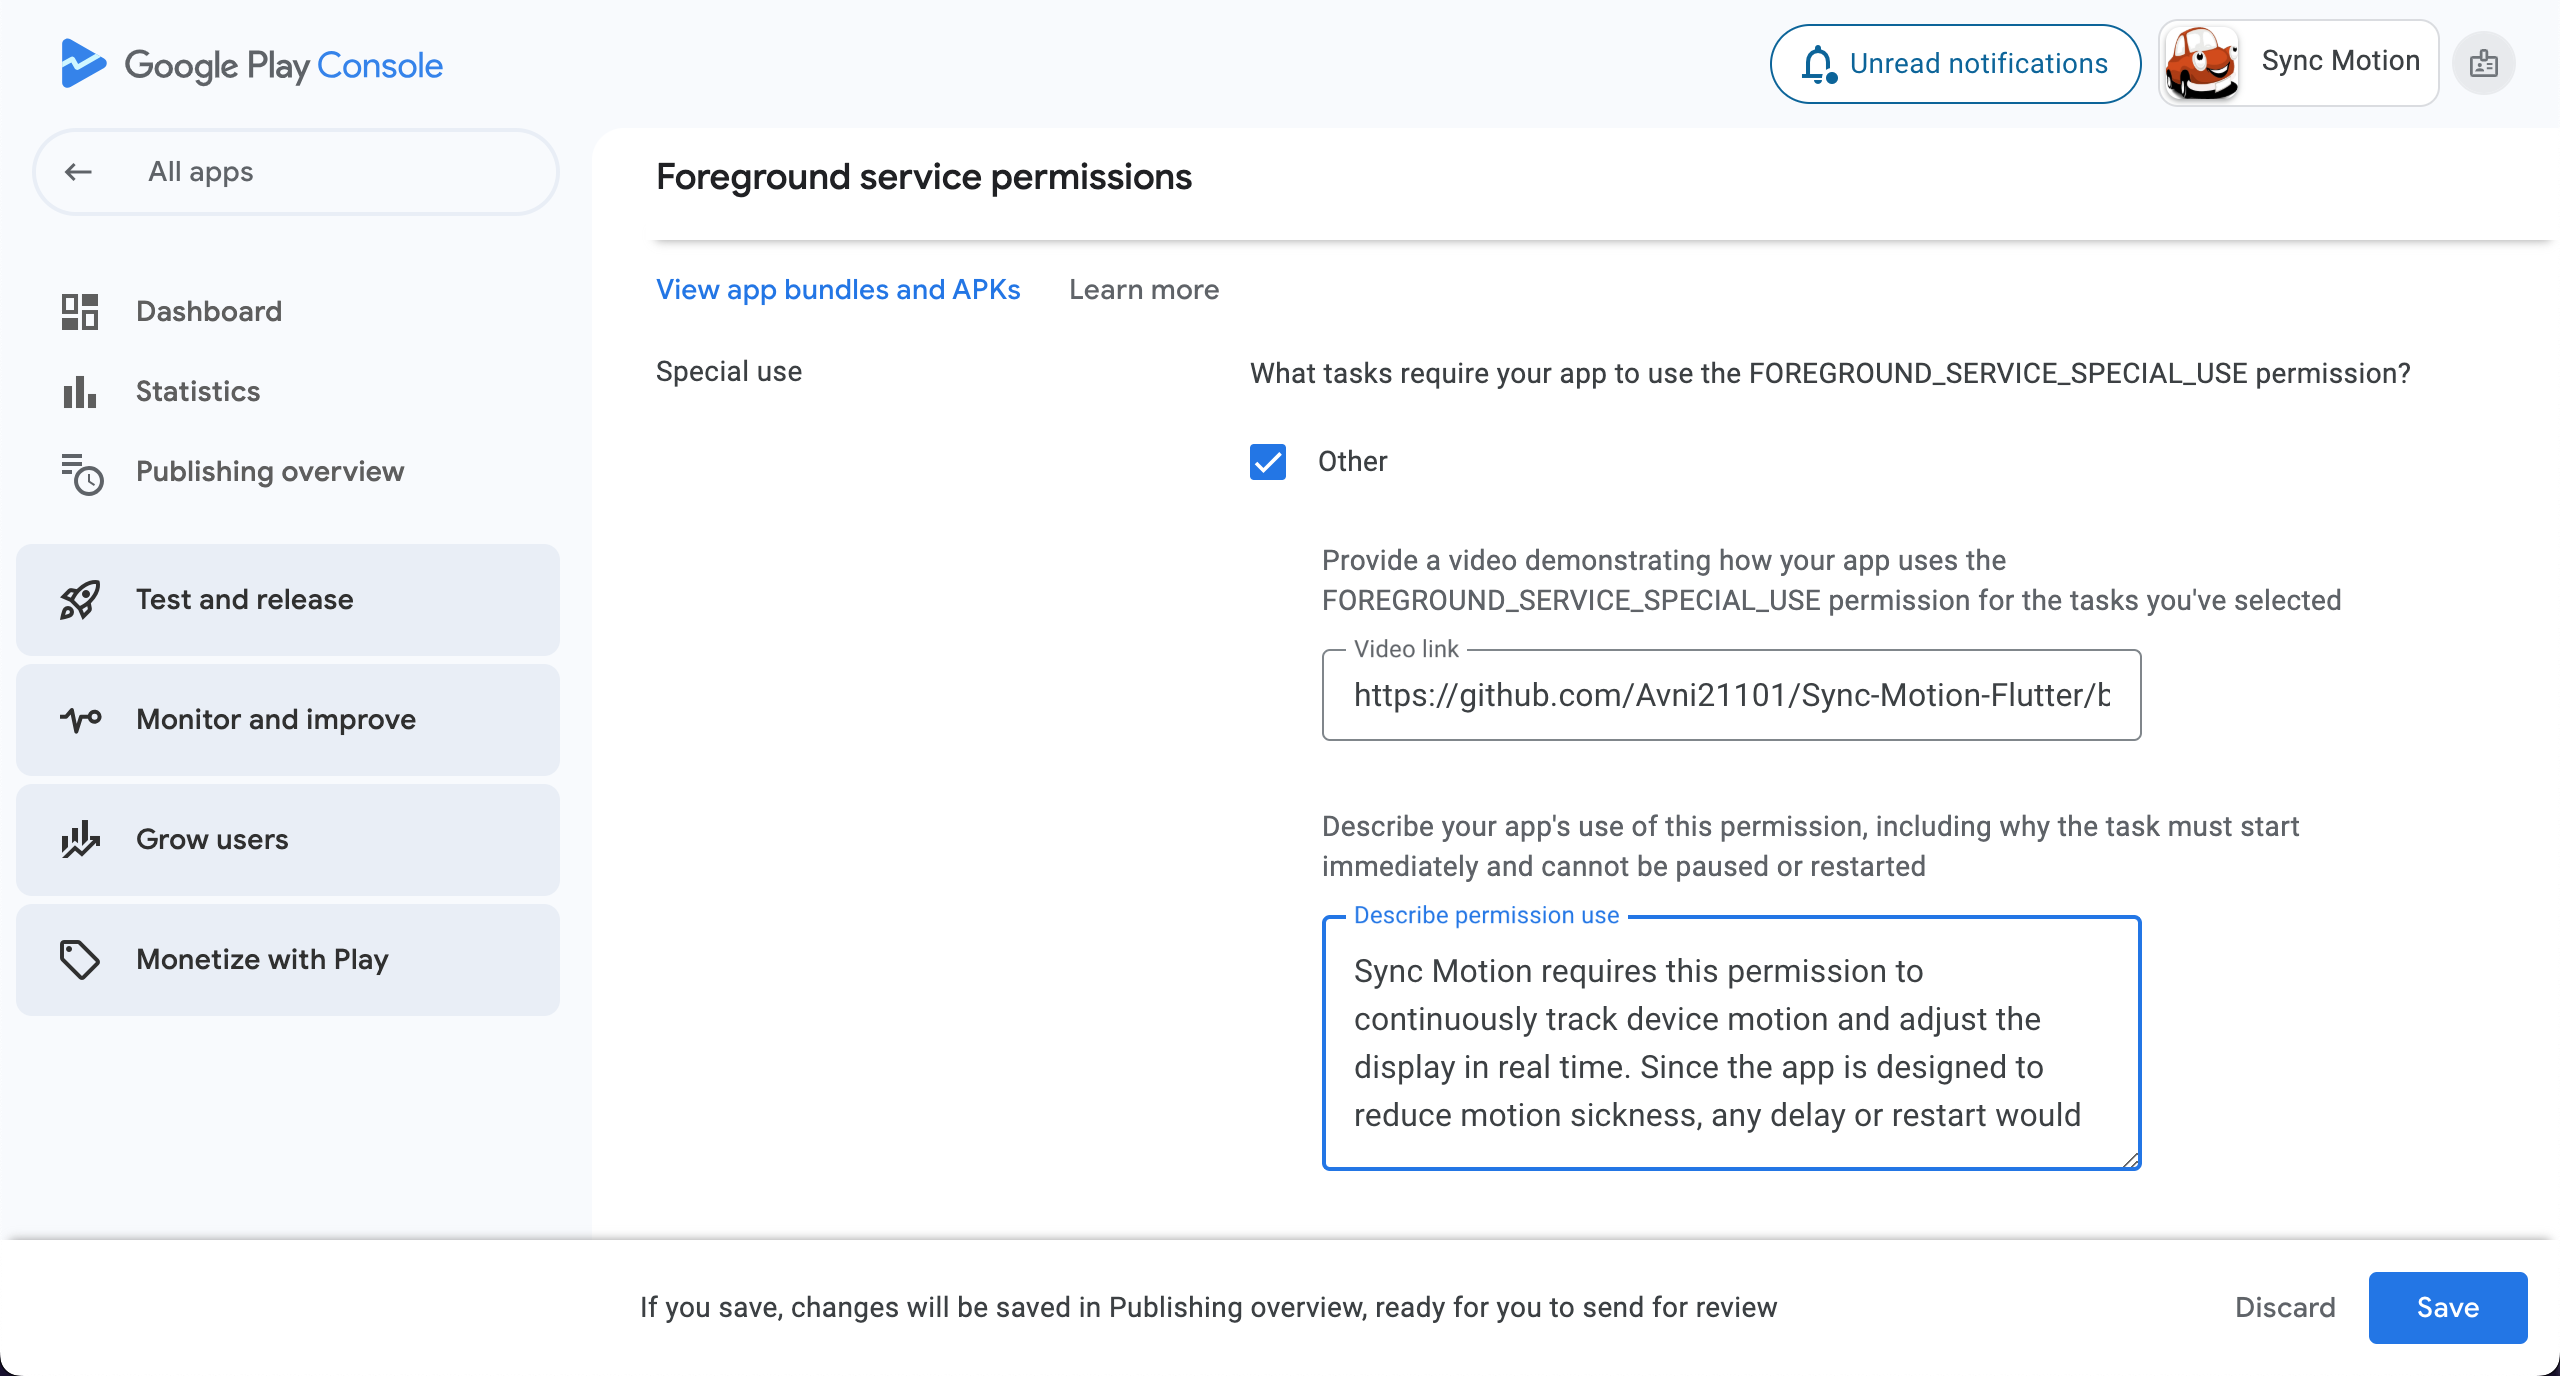 Google Play Console
Unread notifications
Sync Motion
All apps
Dashboard
Statistics
Publishing overview
Test and release
Monitor and improve
Grow users
Monetize with Play
Foreground service permissions
View app bundles and APKs
Learn more
Special use
What tasks require your app to use the FOREGROUND_SERVICE_SPECIAL_USE permission?
Other
Provide a video demonstrating how your app uses the
FOREGROUND_SERVICE_SPECIAL_USE permission for the tasks you've selected
Video link
https://github.com/Avni21101/Sync-Motion-Flutter/b
Describe your app's use of this permission, including why the task must start
immediately and cannot be paused or restarted
Describe permission use
Sync Motion requires this permission to
continuously track device motion and adjust the
display in real time. Since the app is designed to
reduce motion sickness, any delay or restart would
If you save, changes will be saved in Publishing overview, ready for you to send for review
Discard
Save